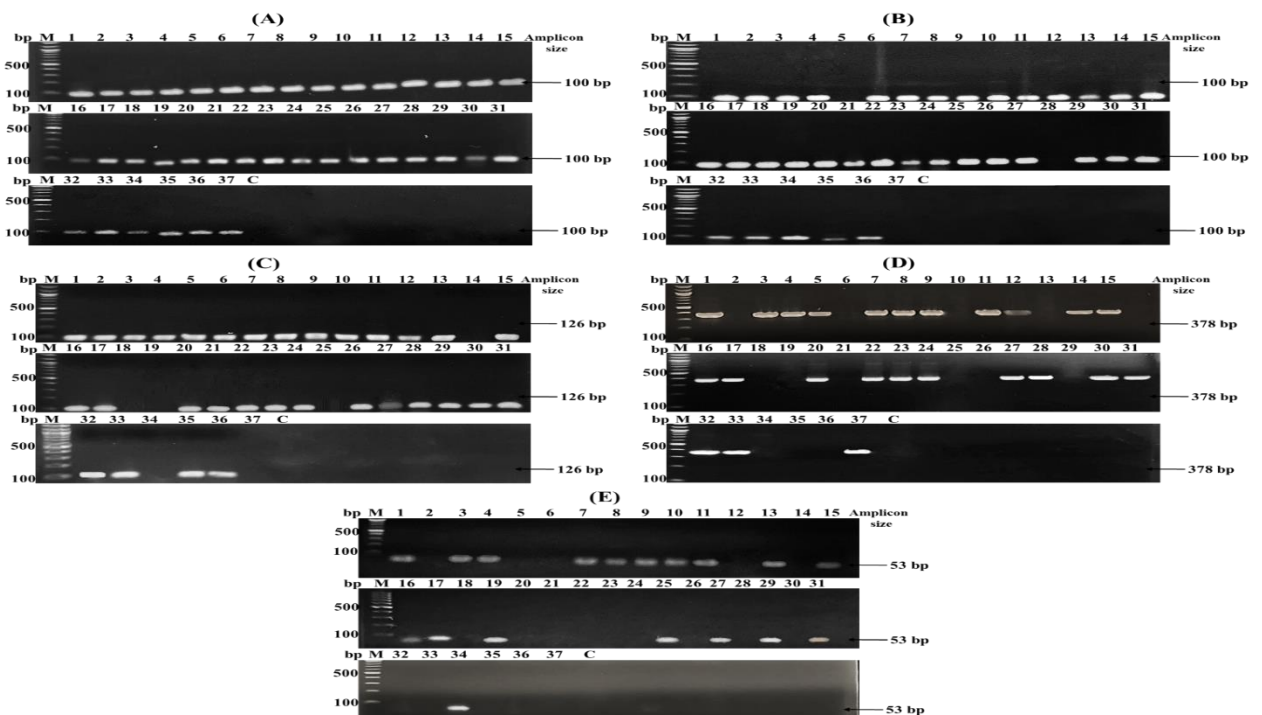 (A)
bp M 1 2 3 4 5 6 7 8 9 10 11 12 13 14 15 Amplicon
size
500
100 bp
100
M 16 17 18 19 20 21 22 23 24 25 26 27 28 29 30 31
500
100
100 bp
bp M 32 33 34 35 36 37 C
500
100
100 bp
(B)
bp M 1 2 3 4 5 6 7 8 9 10 11 12 13 15 Amplicon
size
500
100 bp
100
bp M 16 17 18 19 20 21 22 23 24 25 26 27 28 29 30 31
500
100
100 bp
bp M 32 33 34 35 36 37 C
500
100
100 bp
(C)
bp M 1 2 3 4 5 6 7 8 9 10 11 12 13 14 15 Amplicon
size
500
126 bp
100
bp M 16 17 18 19 20 21 22 23 24 25 26 27 28 29 30 31
500
126 bp
100
bp M 32 33 34 35 36 37 C
500
126 bp
100
(D)
bp M 1 2 3 4 5 6 7 8 9 10 11 12 13 14 15 Amplicon
size
500
378 bp
100
bp M 16 17 18 19 20 21 22 23 24 25 26 27 28 29 30 31
500
378 bp
100
bp M 32 33 34 35 36 37 C
500
378 bp
100
(E)
bp M 1 2 3 4 5 6 7 8 9 10 11 12 13 14 15 Amplicon
size
500
100
53 bp
bp M 16 17 18 19 20 21 22 23 24 25 26 27 28 29 30 31
500
100
53 bp
bp M 32 33 34 35 36 37 C
500
100
53 bp